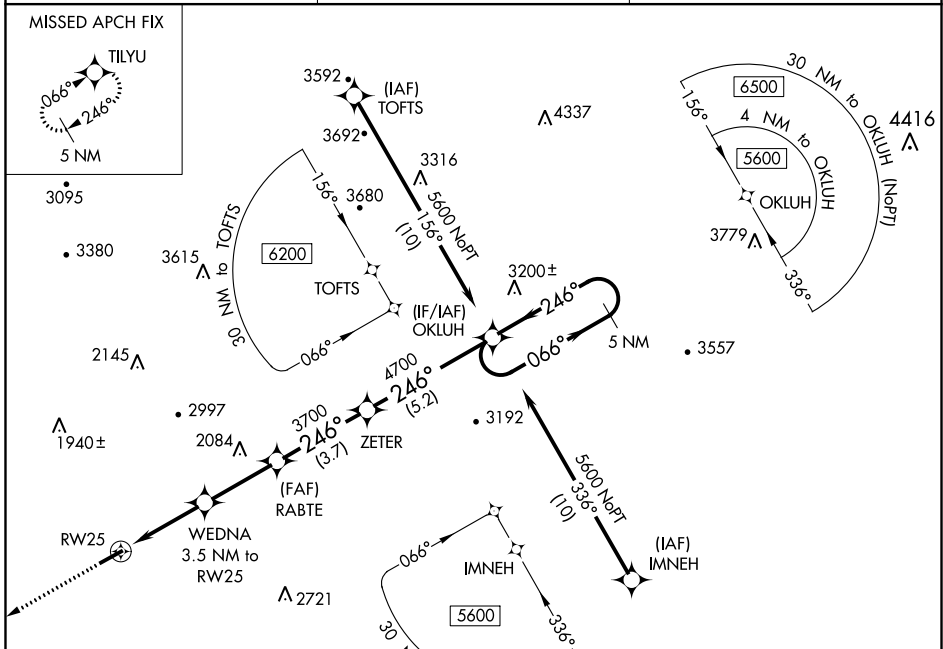 MISSED APCH FIX
TILYU
066°
246°
5 NM
3592
(IAF)
TOFTS
3692
4337
3316
5600 NoPT
156°
(10)
30 NM to OKLUH (NoPT)
6500
4416
156°
4 NM to OKLUH
5600
OKLUH
3779
336°
3095
3380
3680
156°
3615
6200
30 NM to TOFTS
TOFTS
066°
(IF/IAF)
OKLUH
3200±
246°
066°
5 NM
3557
2145
4700
246°
(5.2)
2997
3700
246°
(3.7)
ZETER
3192
1940±
2084
(FAF)
RABTE
5600 NoPT
336°
(10)
RW25
WEDNA
3.5 NM to
RW25
066°
IMNEH
(IAF)
IMNEH
2721
5600
336°
30